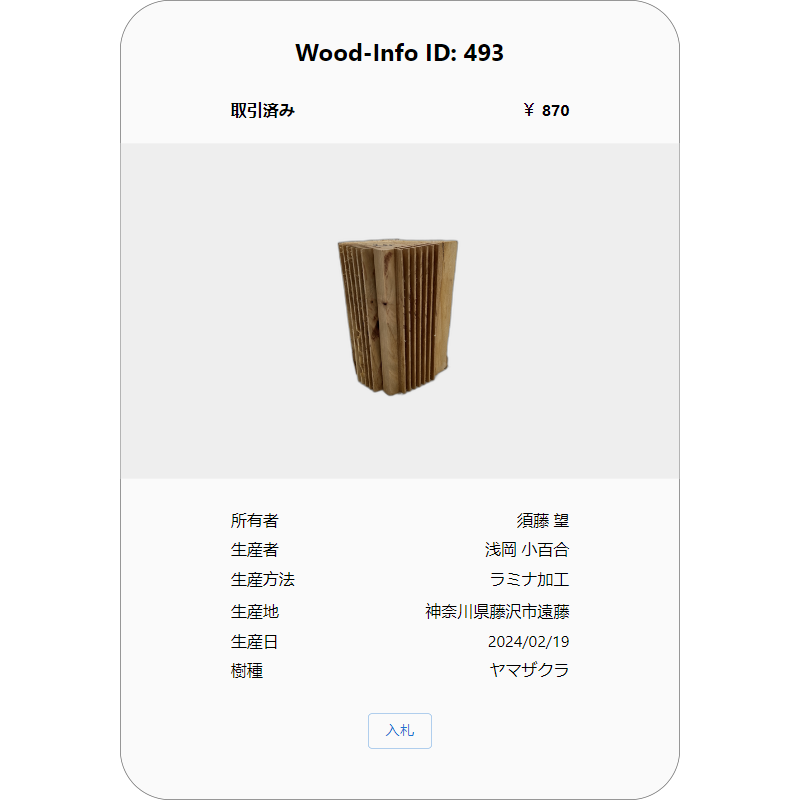 Wood-Info ID: 493
取引済み ¥ 870
所有者 須藤 望
生産者 浅岡 小百合
生産方法 ラミナ加工
生産地 神奈川県藤沢市遠藤
生産日 2024/02/19
樹種 ヤマザクラ
入札